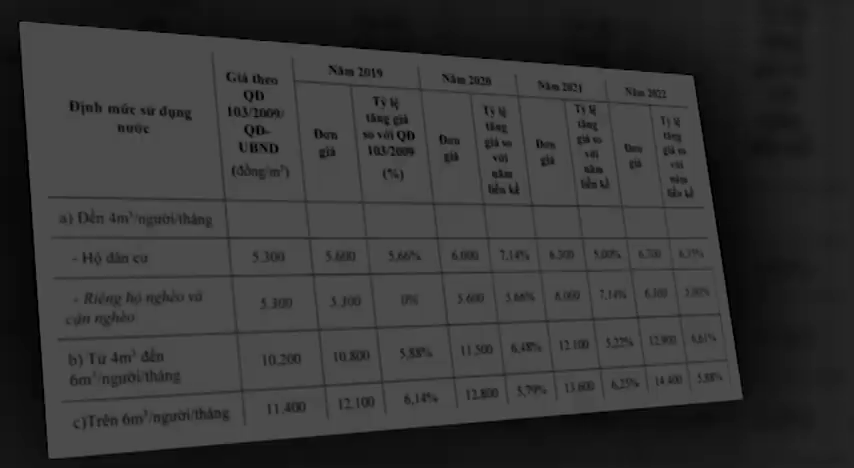 Định mức sử dụng nước
Giá theo QĐ 103/2009/QĐ-UBND (đồng/m³)
Năm 2019
Năm 2020
Năm 2021
Năm 2022
Đơn giá
Tỷ lệ tăng giá so với QĐ 103/2009 (%)
Đơn giá
Tỷ lệ tăng giá so với năm liền kề
Đơn giá
Tỷ lệ tăng giá so với năm liền kề
Đơn giá
Tỷ lệ tăng giá so với năm liền kề
a) Đến 4m³/người/tháng
- Hộ dân cư 5.300 5.600 5,66% 6.000 7,14% 6.300 5,00% 6.700 6,35%
- Riêng hộ nghèo và cận nghèo 5.300 5.300 0% 5.600 5,66% 6.000 7,14% 6.300 5,00%
b) Từ 4m³ đến 6m³/người/tháng 10.200 10.800 5,88% 11.500 6,48% 12.100 5,22% 12.900 6,61%
c)Trên 6m³/người/tháng 11.400 12.100 6,14% 12.800 5,79% 13.600 6,25% 14.400 5,88%